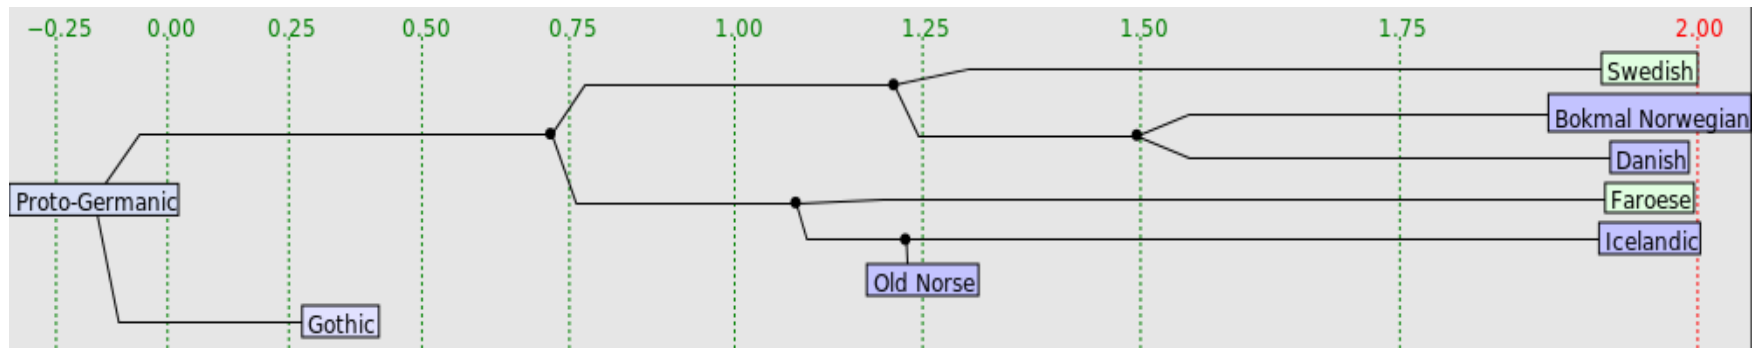 −0.25 0.00 0.25 0.50 0.75 1.00 1.25 1.50 1.75 2.00
Swedish
Bokmal Norwegian
Danish
Proto-Germanic
Faroese
Icelandic
Old Norse
Gothic